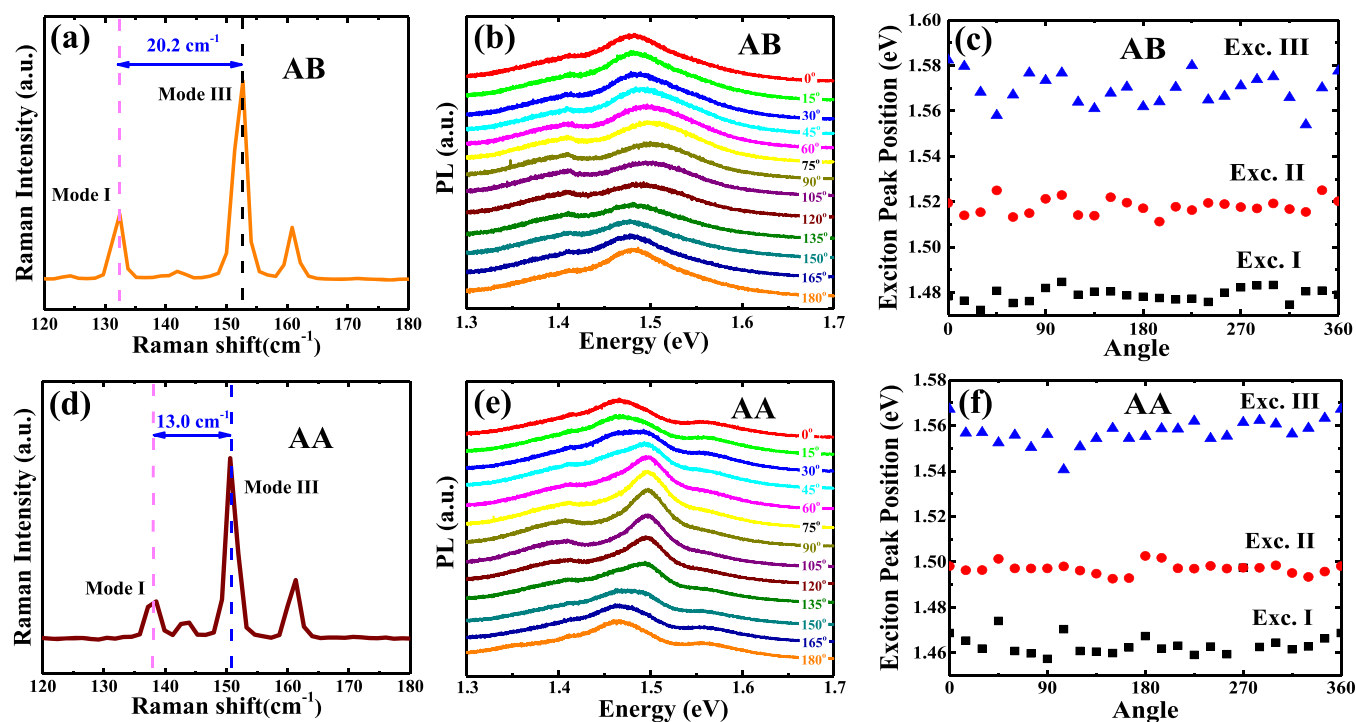 (a)
20.2 cm⁻¹
AB
Mode III
Mode I
Raman Intensity (a.u.)
120 130 140 150 160 170 180
Raman shift(cm⁻¹)
(b)
AB
0°
15°
30°
45°
60°
75°
90°
105°
120°
135°
150°
165°
180°
PL (a.u.)
1.3 1.4 1.5 1.6 1.7
Energy (eV)
(c)
AB
Exc. III
Exc. II
Exc. I
Exciton Peak Position (eV)
1.60
1.58
1.56
1.54
1.52
1.50
1.48
0 90 180 270 360
Angle
(d)
13.0 cm⁻¹
AA
Mode III
Mode I
Raman Intensity (a.u.)
120 130 140 150 160 170 180
Raman shift(cm⁻¹)
(e)
AA
0°
15°
30°
45°
60°
75°
90°
105°
120°
135°
150°
165°
180°
PL (a.u.)
1.3 1.4 1.5 1.6 1.7
Energy (eV)
(f)
AA
Exc. III
Exc. II
Exc. I
Exciton Peak Position (eV)
1.58
1.56
1.54
1.52
1.50
1.48
1.46
0 90 180 270 360
Angle